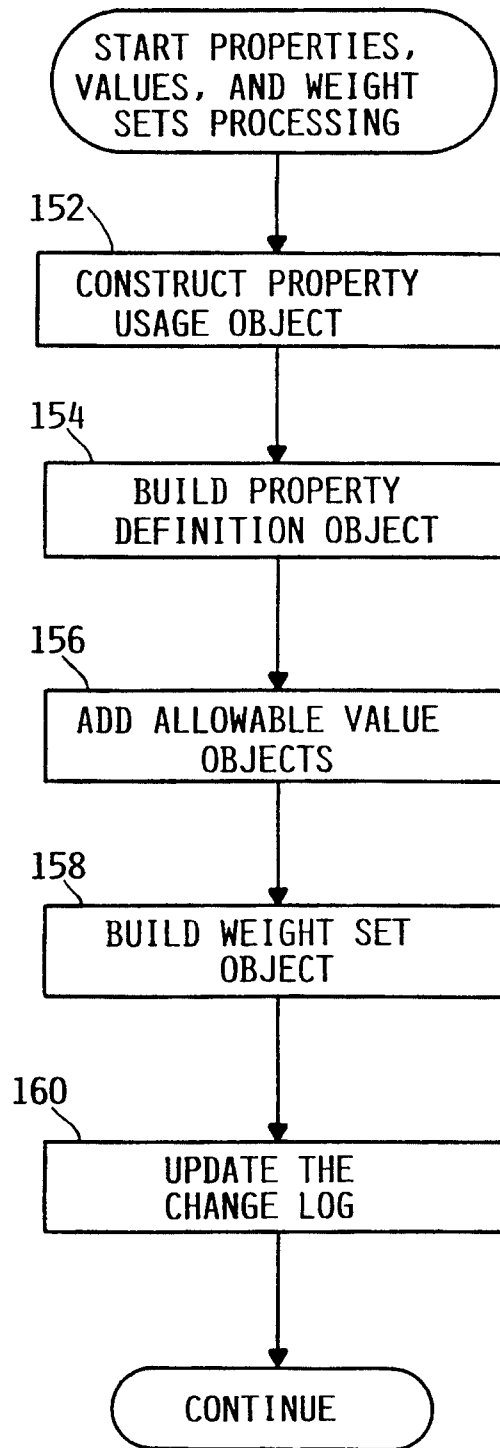 START PROPERTIES,
VALUES, AND WEIGHT
SETS PROCESSING
152
CONSTRUCT PROPERTY
USAGE OBJECT
154
BUILD PROPERTY
DEFINITION OBJECT
156
ADD ALLOWABLE VALUE
OBJECTS
158
BUILD WEIGHT SET
OBJECT
160
UPDATE THE
CHANGE LOG
CONTINUE